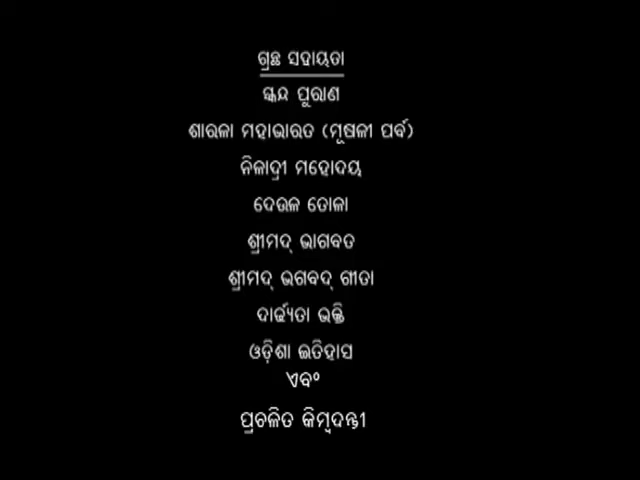 ଗ୍ରନ୍ଥ ସହାୟତା
ସ୍କନ୍ଦ ପୁରାଣ
ଶାରଳା ମହାଭାରତ (ମୂଷଳୀ ପର୍ବ)
ନିଳାଦ୍ରୀ ମହୋଦୟ
ଦେଉଳ ତୋଳା
ଶ୍ରୀମଦ୍ ଭାଗବତ
ଶ୍ରୀମଦ୍ ଭଗବଦ୍ ଗୀତା
ଦାର୍ଢ୍ୟତା ଭକ୍ତି
ଓଡ଼ିଶା ଇତିହାସ
ଏବଂ
ପ୍ରଚଳିତ କିମ୍ବଦନ୍ତୀ